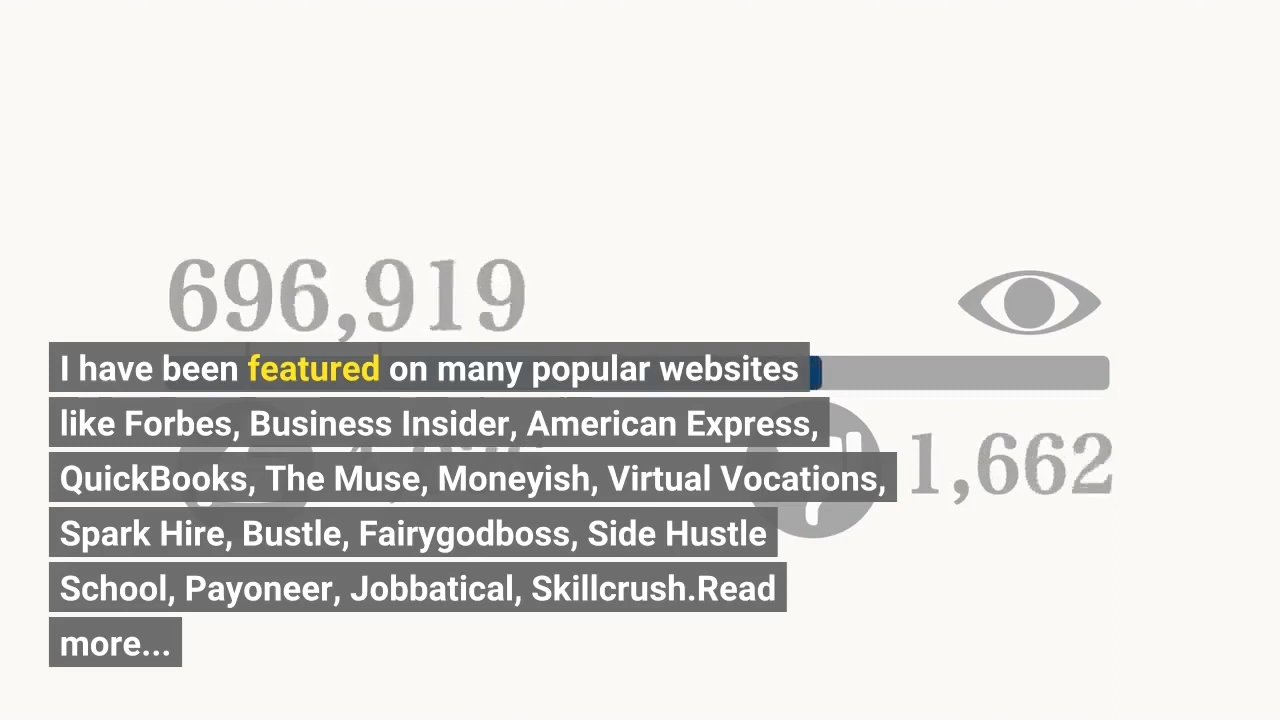 696,919
I have been featured on many popular websites
like Forbes, Business Insider, American Express,
QuickBooks, The Muse, Moneyish, Virtual Vocations,
1,662
Spark Hire, Bustle, Fairygodboss, Side Hustle
School, Payoneer, Jobbatical, Skillcrush.Read
more...